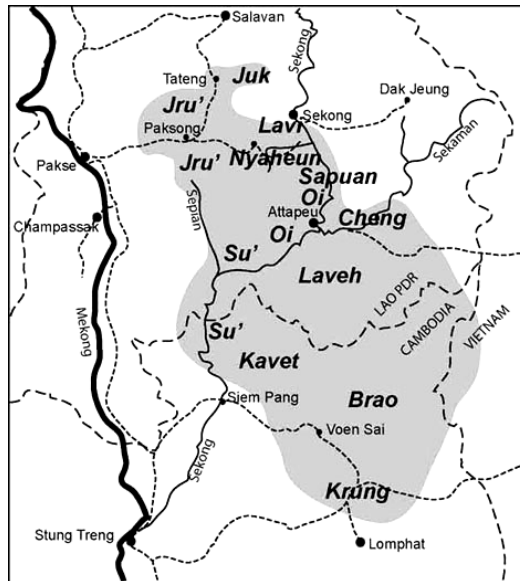 Salavan
Sekong
Juk
Tateng
Dak Jeung
Jru'
Sekong
Lavi
Paksong
Sekaman
Nyaheun
Pakse
Jru'
Sapuan
Sepian
Oi
Attapeu
Cheng
Champassak
Oi
Su'
Laveh
LAO PDR
CAMBODIA
VIETNAM
Mekong
Su'
Kavet
Siem Pang
Brao
Voen Sai
Sekong
Krung
Stung Treng
Lomphat